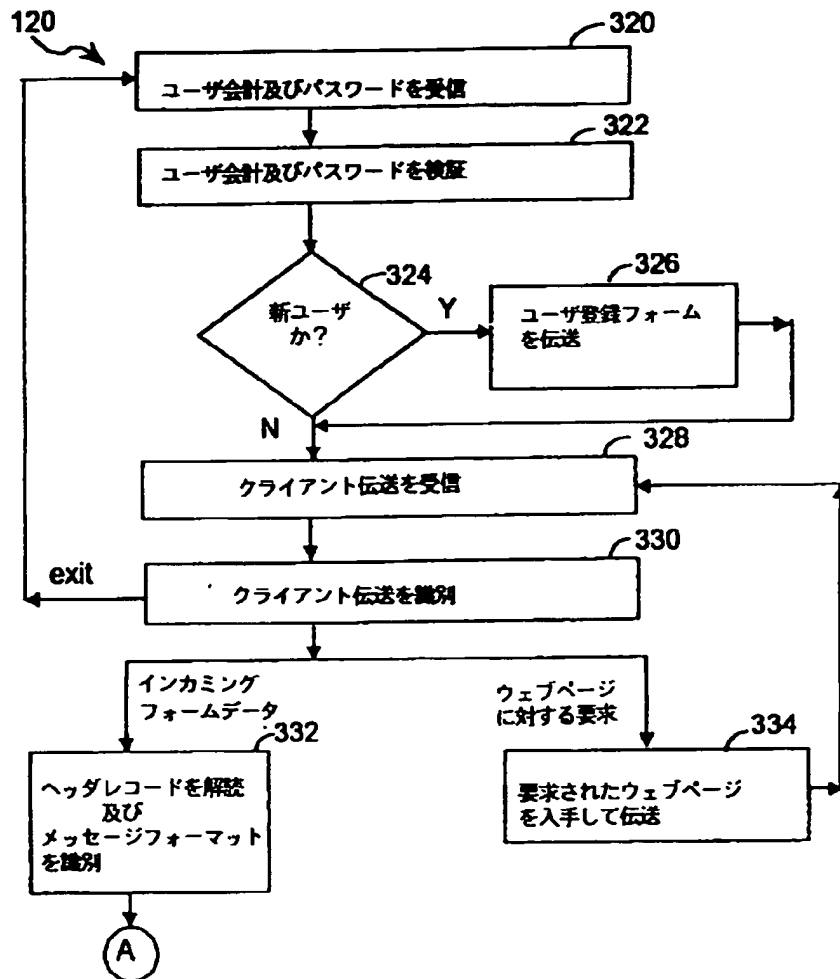 120
320
ユーザ会計及びパスワードを受信
322
ユーザ会計及びパスワードを検証
324
新ユーザ
か?
Y
326
ユーザ登録フォーム
を伝送
N
328
クライアント伝送を受信
330
exit
クライアント伝送を識別
インカミング
フォームデータ
ウェブページ
に対する要求
332
ヘッダレコードを解読
及び
メッセージフォーマット
を識別
334
要求されたウェブページ
を入手して伝送
A